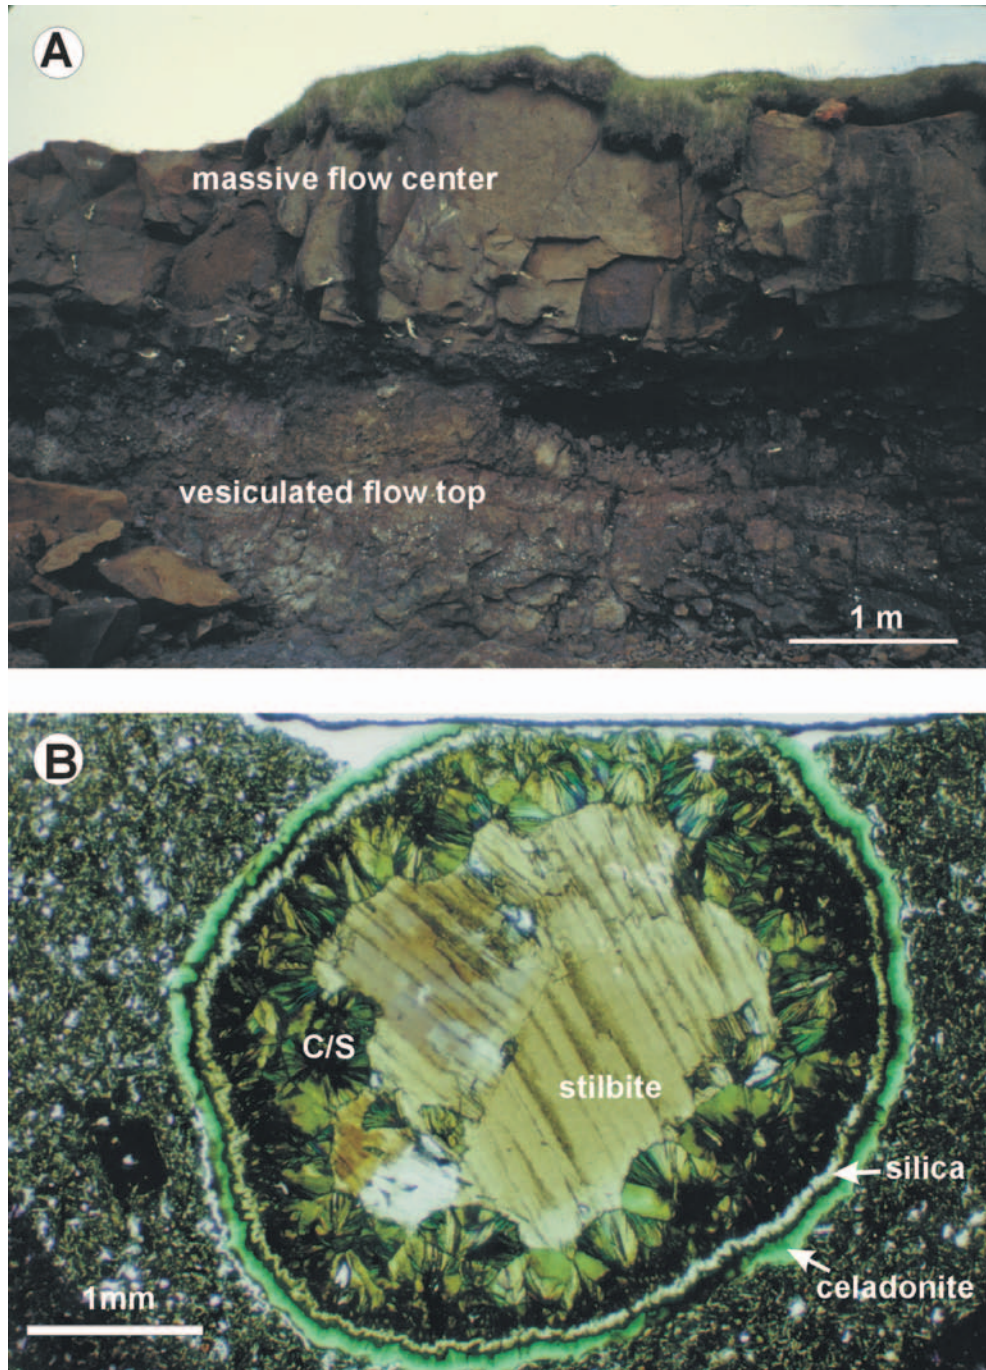 A
massive flow center
vesiculated flow top
1 m
B
C/S
stilbite
silica
celadonite
1mm